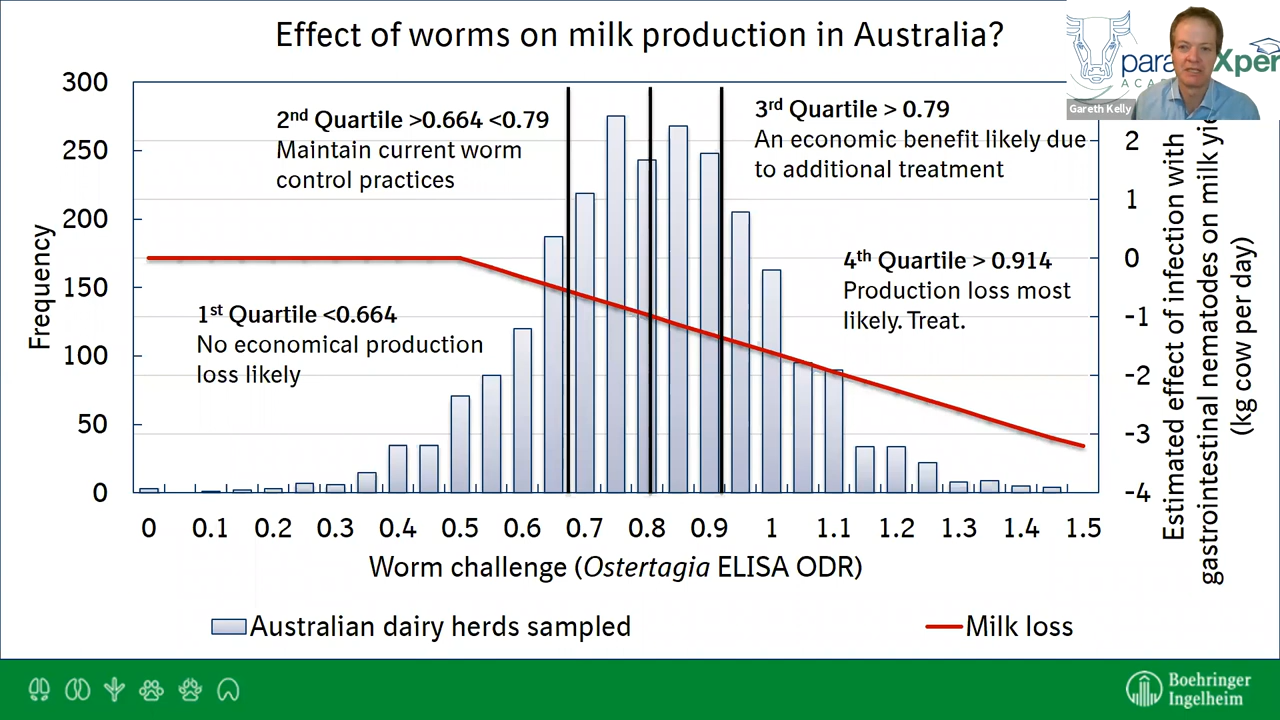 Effect of worms on milk production in Australia?
Gareth Kelly
300
250
200
150
100
50
0
Frequency
2nd Quartile >0.664 <0.79
Maintain current worm
control practices
3rd Quartile > 0.79
An economic benefit likely due
to additional treatment
1st Quartile <0.664
No economical production
loss likely
4th Quartile > 0.914
Production loss most
likely. Treat.
2
1
0
-1
-2
-3
-4
Estimated effect of infection with
gastrointestinal nematodes on milk
(kg cow per day)
0 0.1 0.2 0.3 0.4 0.5 0.6 0.7 0.8 0.9 1 1.1 1.2 1.3 1.4 1.5
Worm challenge (Ostertagia ELISA ODR)
Australian dairy herds sampled
Milk loss
Boehringer
Ingelheim